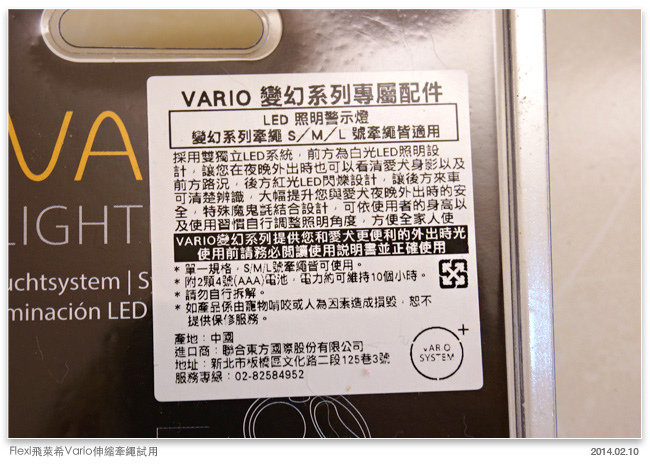 VA
LIGHT
uchtsystem | S
minación LED
VARIO 變幻系列專屬配件
LED 照明警示燈
變幻系列牽繩 S/M/L 號牽繩皆適用
採用雙獨立LED系統，前方為白光LED照明設
計，讓您在夜晚外出時也可以看清愛犬身影以及
前方路況，後方紅光LED閃爍設計，讓後方來車
可清楚辨識，大幅提升您與愛犬夜晚外出時的安
全，特殊魔鬼氈結合設計，可依使用者的身高以
及使用習慣自行調整照明角度，方便全家人使
VARIO變幻系列提供您和愛犬更便利的外出時光
使用前請務必閱讀使用說明書並正確使用
* 單一規格，S/M/L號牽繩皆可使用。
* 附2顆4號(AAA)電池，電力約可維持10個小時。
* 請勿自行拆解。
* 如產品係由寵物啃咬或人為因素造成損毀，恕不
提供保修服務。
產地：中國
進口商：聯合東方國際股份有限公司
地址：新北市板橋區文化路二段125巷3號
服務專線：02-82584952
VARIO
SYSTEM
+
Flexi飛萊希Vario伸縮牽繩試用
2014.02.10